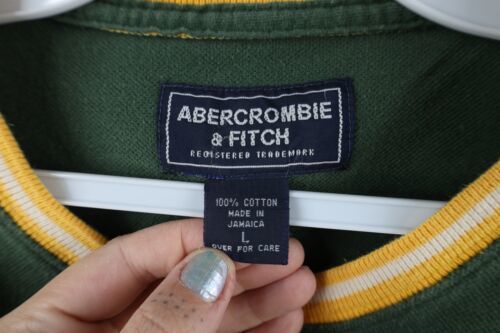 ABERCROMBIE
& FITCH
REGISTERED TRADEMARK
100% COTTON
MADE IN
JAMAICA
L
OVER FOR CARE